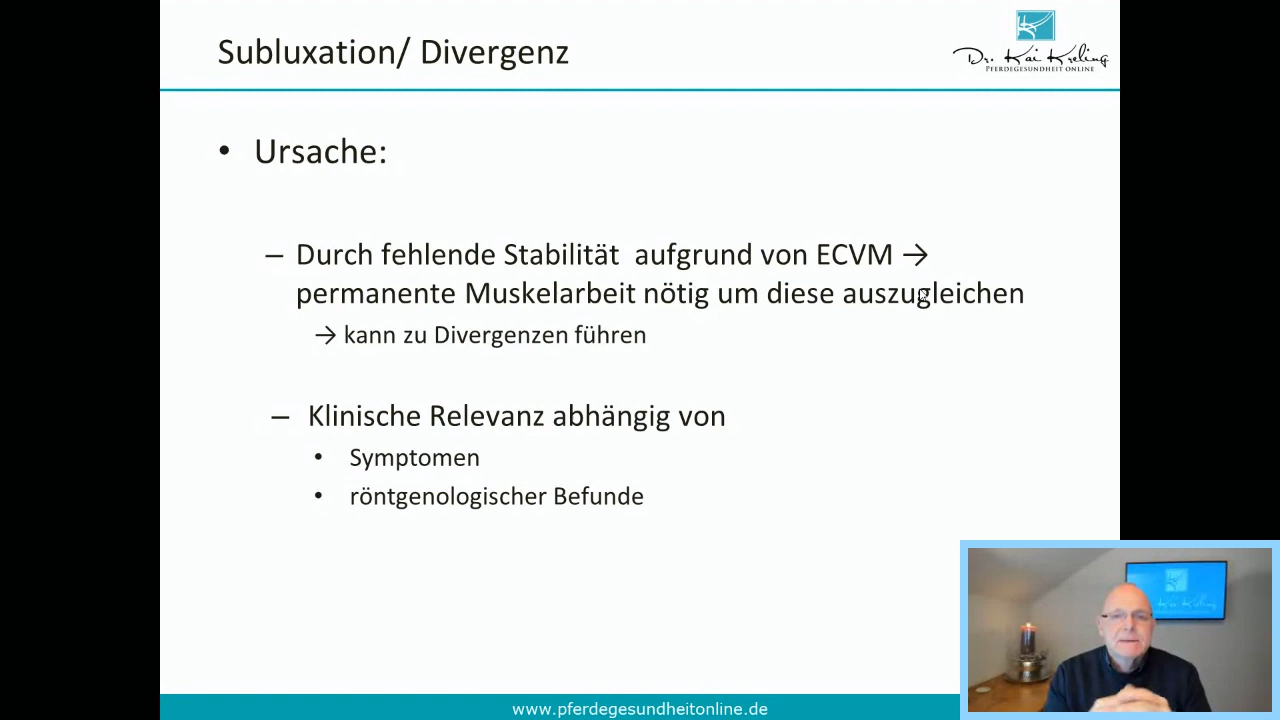 Subluxation/ Divergenz
Dr. Kai Kreling
PFERDEGESUNDHEIT ONLINE
• Ursache:
– Durch fehlende Stabilität aufgrund von ECVM →
permanente Muskelarbeit nötig um diese auszugleichen
→ kann zu Divergenzen führen
– Klinische Relevanz abhängig von
• Symptomen
• röntgenologischer Befunde
www.pferdegesundheitonline.de